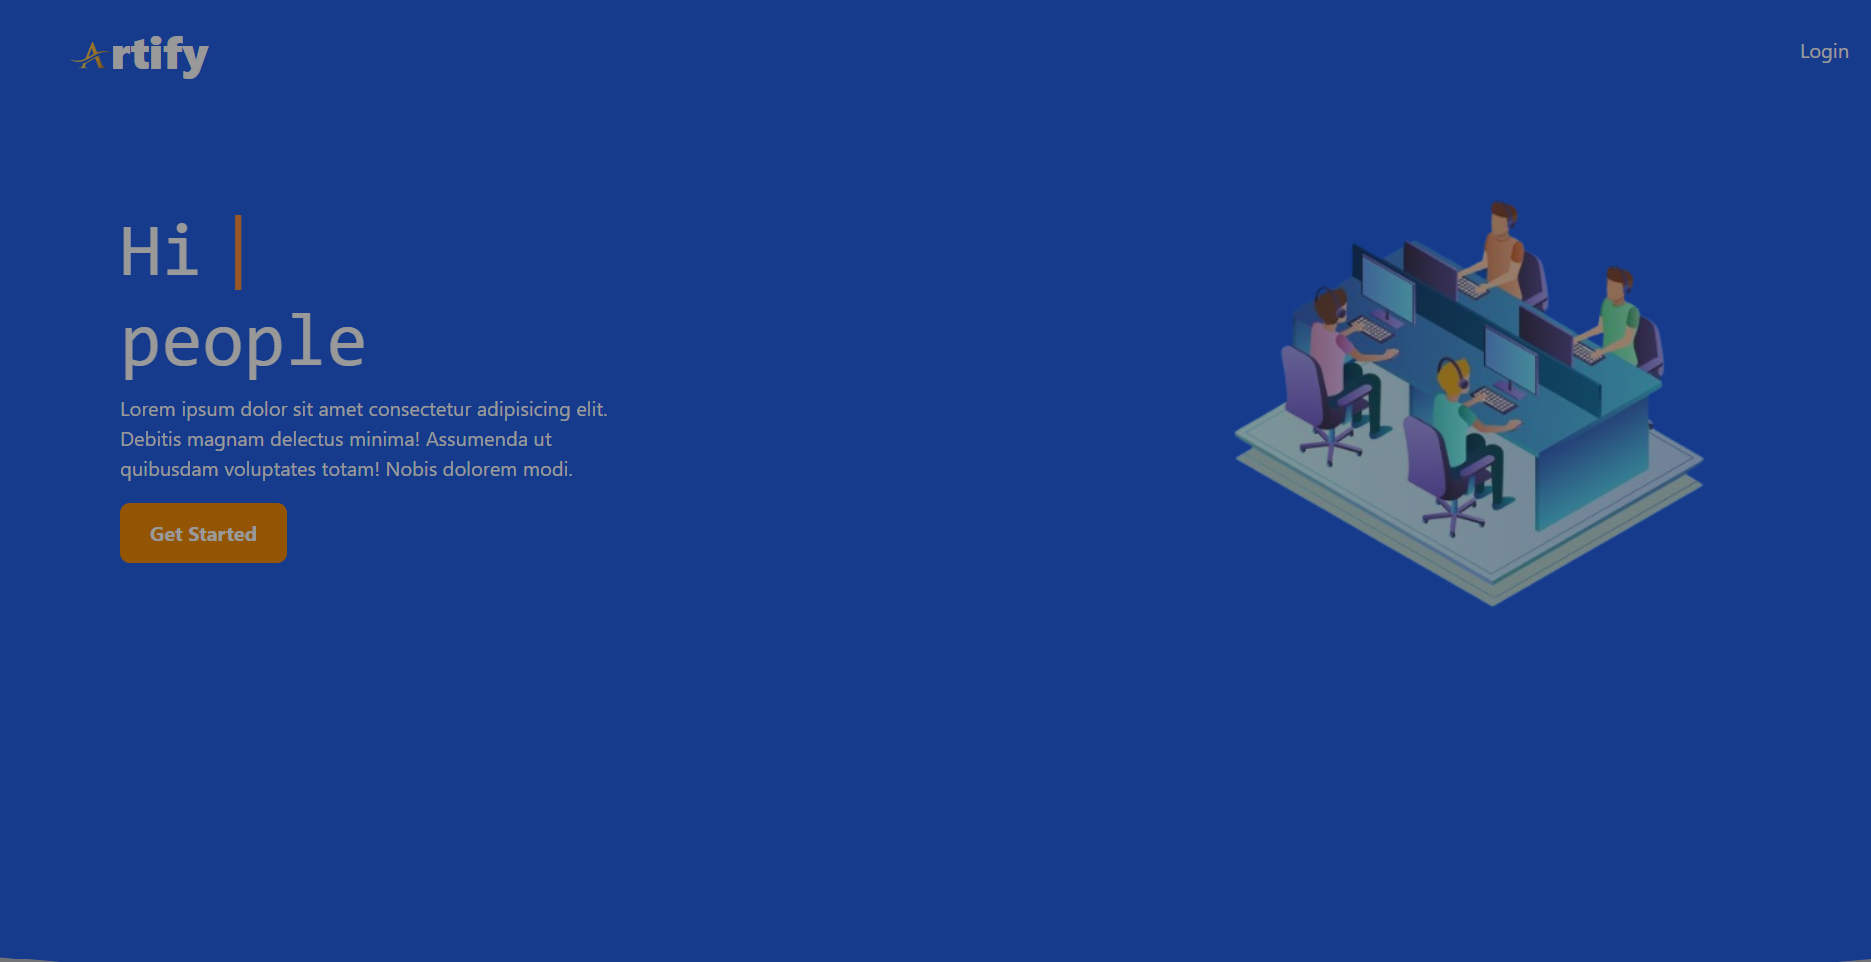 Artify
Login
Hi
people
Lorem ipsum dolor sit amet consectetur adipisicing elit.
Debitis magnam delectus minima! Assumenda ut
quibusdam voluptates totam! Nobis dolorem modi.
Get Started